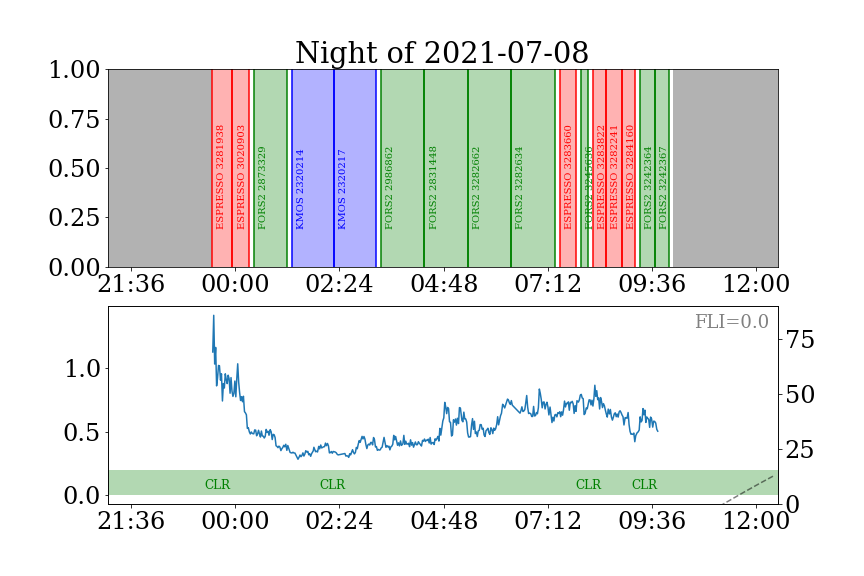 Night of 2021-07-08
1.00
0.75
0.50
0.25
0.00
ESPRESSO 3281938
ESPRESSO 3020903
FORS2 2873329
KMOS 2320214
KMOS 2320217
FORS2 2986862
FORS2 2831448
FORS2 3282662
FORS2 3282634
ESPRESSO 3283660
FORS2 3245636
ESPRESSO 3283822
ESPRESSO 3282241
ESPRESSO 3284160
FORS2 3242364
FORS2 3242367
21:36 00:00 02:24 04:48 07:12 09:36 12:00
FLI=0.0
1.0
0.5
0.0
75
50
25
0
CLR CLR CLR CLR
21:36 00:00 02:24 04:48 07:12 09:36 12:00